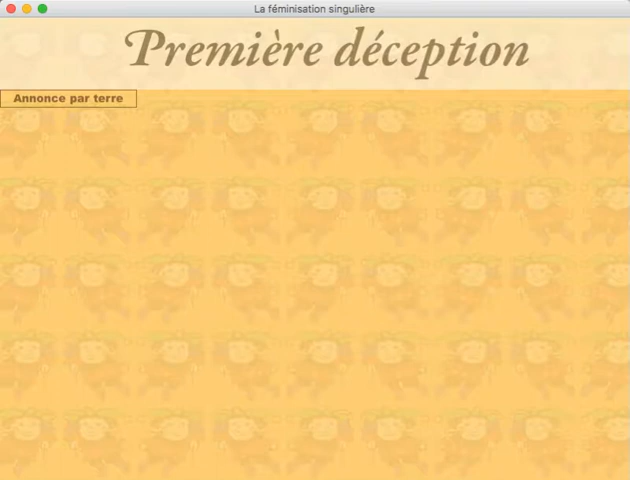 La féminisation singulière
Première déception
Annonce par terre